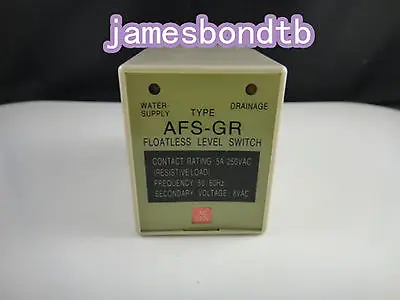 jamesbondtb
WATER-
SUPPLY
TYPE
DRAINAGE
AFS-GR
FLOATLESS LEVEL SWITCH
CONTACT RATING: 5A 250VAC
(RESISTIVE LOAD)
FREQUENCY: 50/60Hz
SECONDARY VOLTAGE: 8VAC
AC